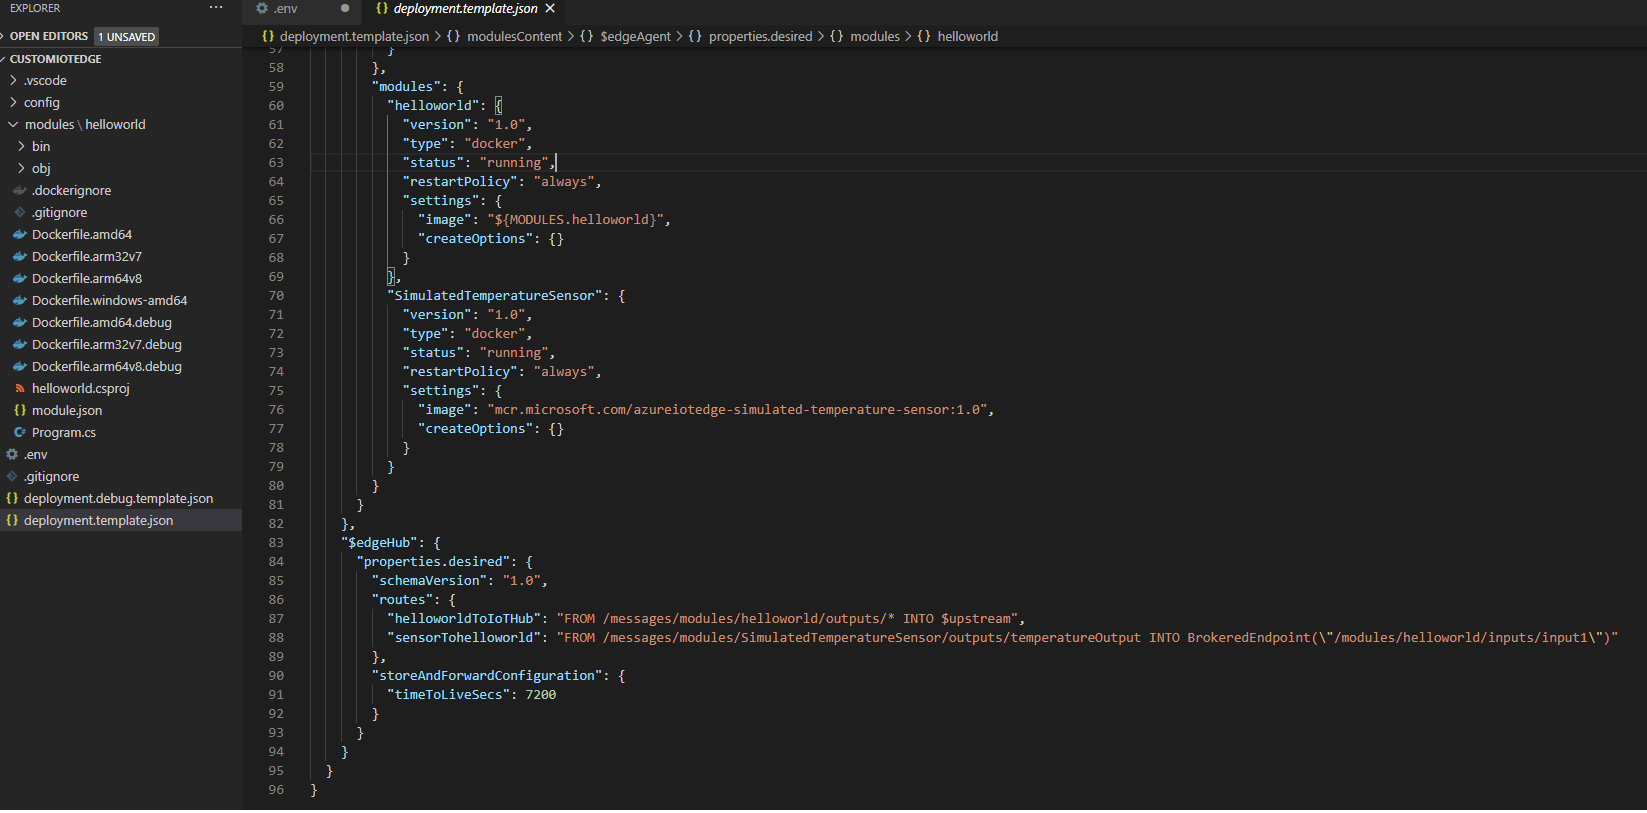 EXPLORER ···
OPEN EDITORS 1 UNSAVED
CUSTOMIOTEDGE
.vscode
config
modules \ helloworld
bin
obj
.dockerignore
.gitignore
Dockerfile.amd64
Dockerfile.arm32v7
Dockerfile.arm64v8
Dockerfile.windows-amd64
Dockerfile.amd64.debug
Dockerfile.arm32v7.debug
Dockerfile.arm64v8.debug
helloworld.csproj
{} module.json
C# Program.cs
.env
.gitignore
{} deployment.debug.template.json
{} deployment.template.json
.env ● {} deployment.template.json ×
{} deployment.template.json > {} modulesContent > {} $edgeAgent > {} properties.desired > {} modules > {} helloworld
57 }
58 },
59 "modules": {
60 "helloworld": {
61 "version": "1.0",
62 "type": "docker",
63 "status": "running",
64 "restartPolicy": "always",
65 "settings": {
66 "image": "${MODULES.helloworld}",
67 "createOptions": {}
68 }
69 },
70 "SimulatedTemperatureSensor": {
71 "version": "1.0",
72 "type": "docker",
73 "status": "running",
74 "restartPolicy": "always",
75 "settings": {
76 "image": "mcr.microsoft.com/azureiotedge-simulated-temperature-sensor:1.0",
77 "createOptions": {}
78 }
79 }
80 }
81 }
82 },
83 "$edgeHub": {
84 "properties.desired": {
85 "schemaVersion": "1.0",
86 "routes": {
87 "helloworldToIoTHub": "FROM /messages/modules/helloworld/outputs/* INTO $upstream",
88 "sensorTohelloworld": "FROM /messages/modules/SimulatedTemperatureSensor/outputs/temperatureOutput INTO BrokeredEndpoint(\"/modules/helloworld/inputs/input1\")"
89 },
90 "storeAndForwardConfiguration": {
91 "timeToLiveSecs": 7200
92 }
93 }
94 }
95 }
96 }